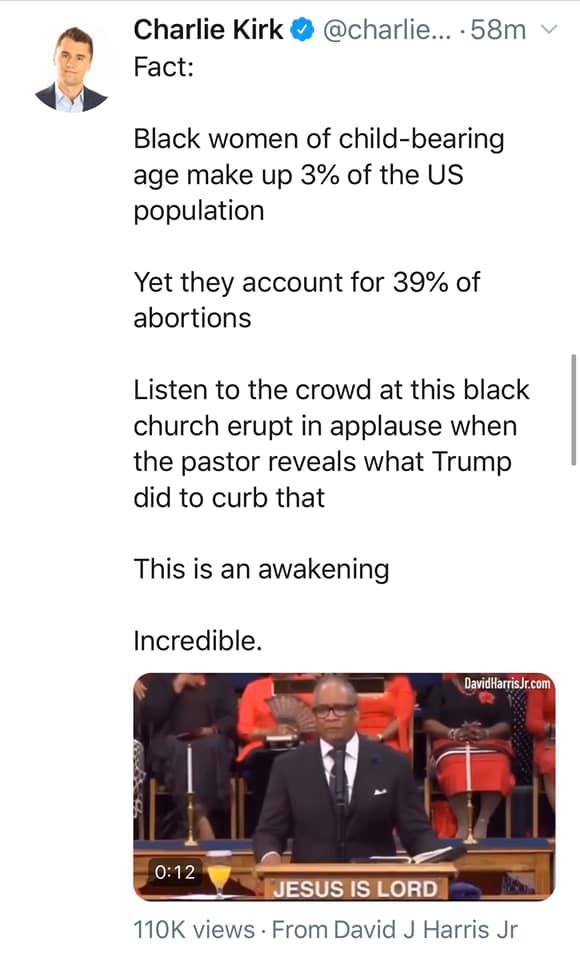 Charlie Kirk @charlie... · 58m
Fact:
Black women of child-bearing
age make up 3% of the US
population
Yet they account for 39% of
abortions
Listen to the crowd at this black
church erupt in applause when
the pastor reveals what Trump
did to curb that
This is an awakening
Incredible.
DavidHarrisJr.com
0:12
JESUS IS LORD
110K views · From David J Harris Jr